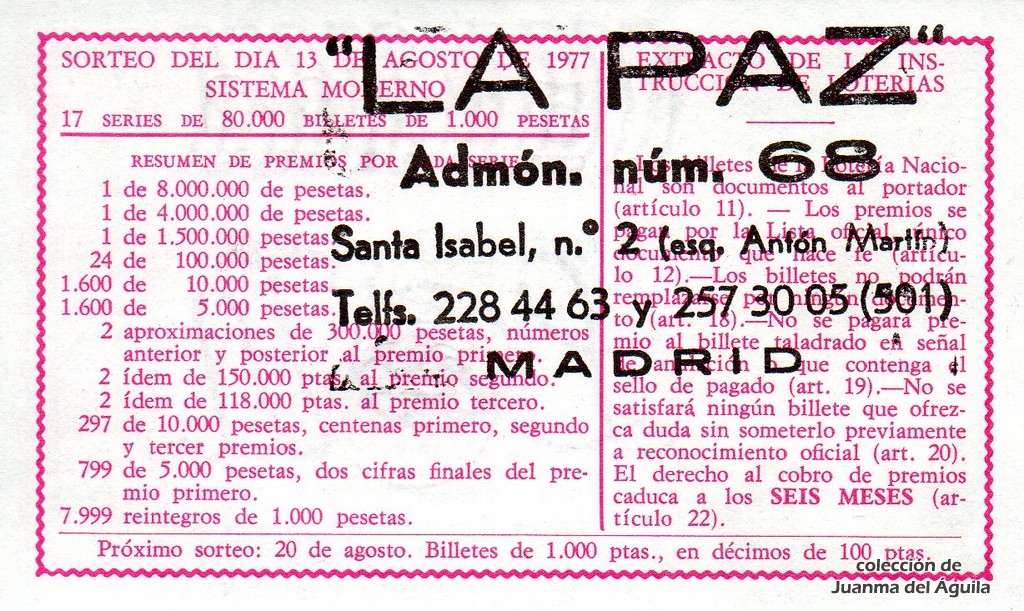 "LA PAZ"
Admón. núm. 68
Santa Isabel, n.º 2 (esq. Antón Martín)
Telfs. 228 44 63 y 257 30 05 (501)
MADRID
SORTEO DEL DIA 13 DE AGOSTO DE 1977
SISTEMA MODERNO
17 SERIES DE 80.000 BILLETES DE 1.000 PESETAS
RESUMEN DE PREMIOS POR CADA SERIE
1 de 8.000.000 de pesetas.
1 de 4.000.000 de pesetas.
1 de 1.500.000 pesetas.
24 de 100.000 pesetas.
1.600 de 10.000 pesetas.
1.600 de 5.000 pesetas.
2 aproximaciones de 300.000 pesetas, números
anterior y posterior al premio primero.
2 ídem de 150.000 ptas. al premio segundo.
2 ídem de 118.000 ptas. al premio tercero.
297 de 10.000 pesetas, centenas primero, segundo
y tercer premios.
799 de 5.000 pesetas, dos cifras finales del pre-
mio primero.
7.999 reintegros de 1.000 pesetas.
EXTRACTO DE LA INS-
TRUCCION DE LOTERIAS
Los billetes de la Lotería Nacio-
nal son documentos al portador
(artículo 11). — Los premios se
pagan por la Lista oficial, único
documento que hace fe (artícu-
lo 12).—Los billetes no podrán
remplazarse por ningún documen-
to (art. 18).—No se pagará pre-
mio al billete taladrado en señal
de anulación o que contenga el
sello de pagado (art. 19).—No se
satisfará ningún billete que ofrez-
ca duda sin someterlo previamente
a reconocimiento oficial (art. 20).
El derecho al cobro de premios
caduca a los SEIS MESES (ar-
tículo 22).
Próximo sorteo: 20 de agosto. Billetes de 1.000 ptas., en décimos de 100 ptas.
colección de
Juanma del Águila